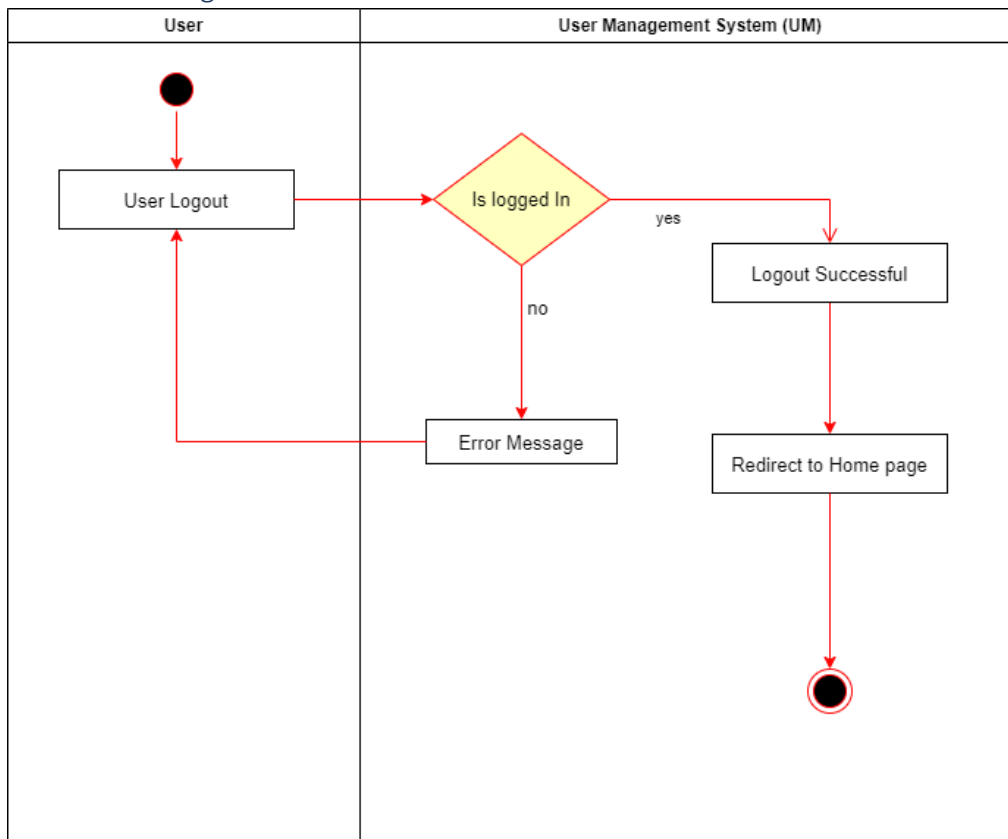 User
User Management System (UM)
User Logout
Is logged In
yes
Logout Successful
no
Error Message
Redirect to Home page